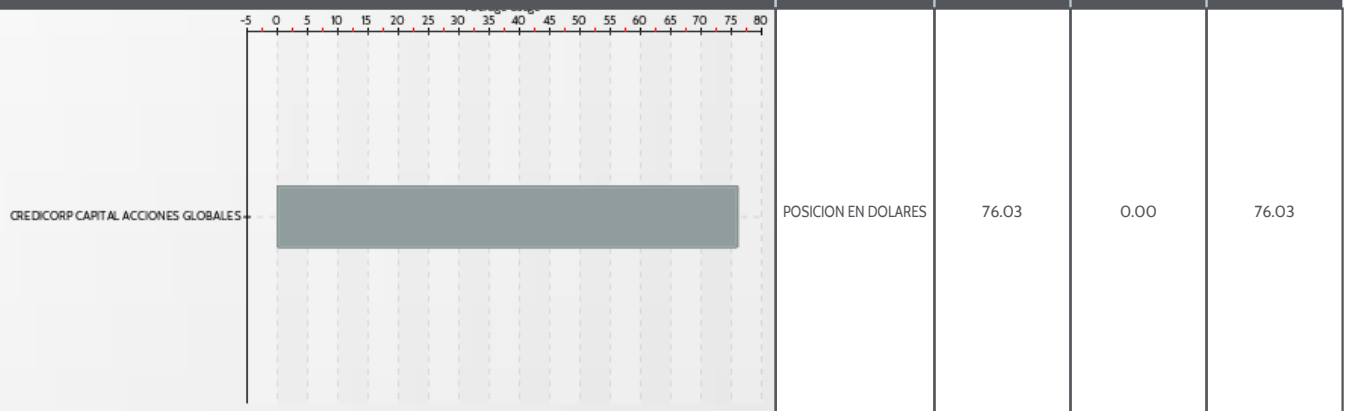 -5 0 5 10 15 20 25 30 35 40 45 50 55 60 65 70 75 80
CREDICORP CAPITAL ACCIONES GLOBALES
POSICION EN DOLARES 76.03 0.00 76.03